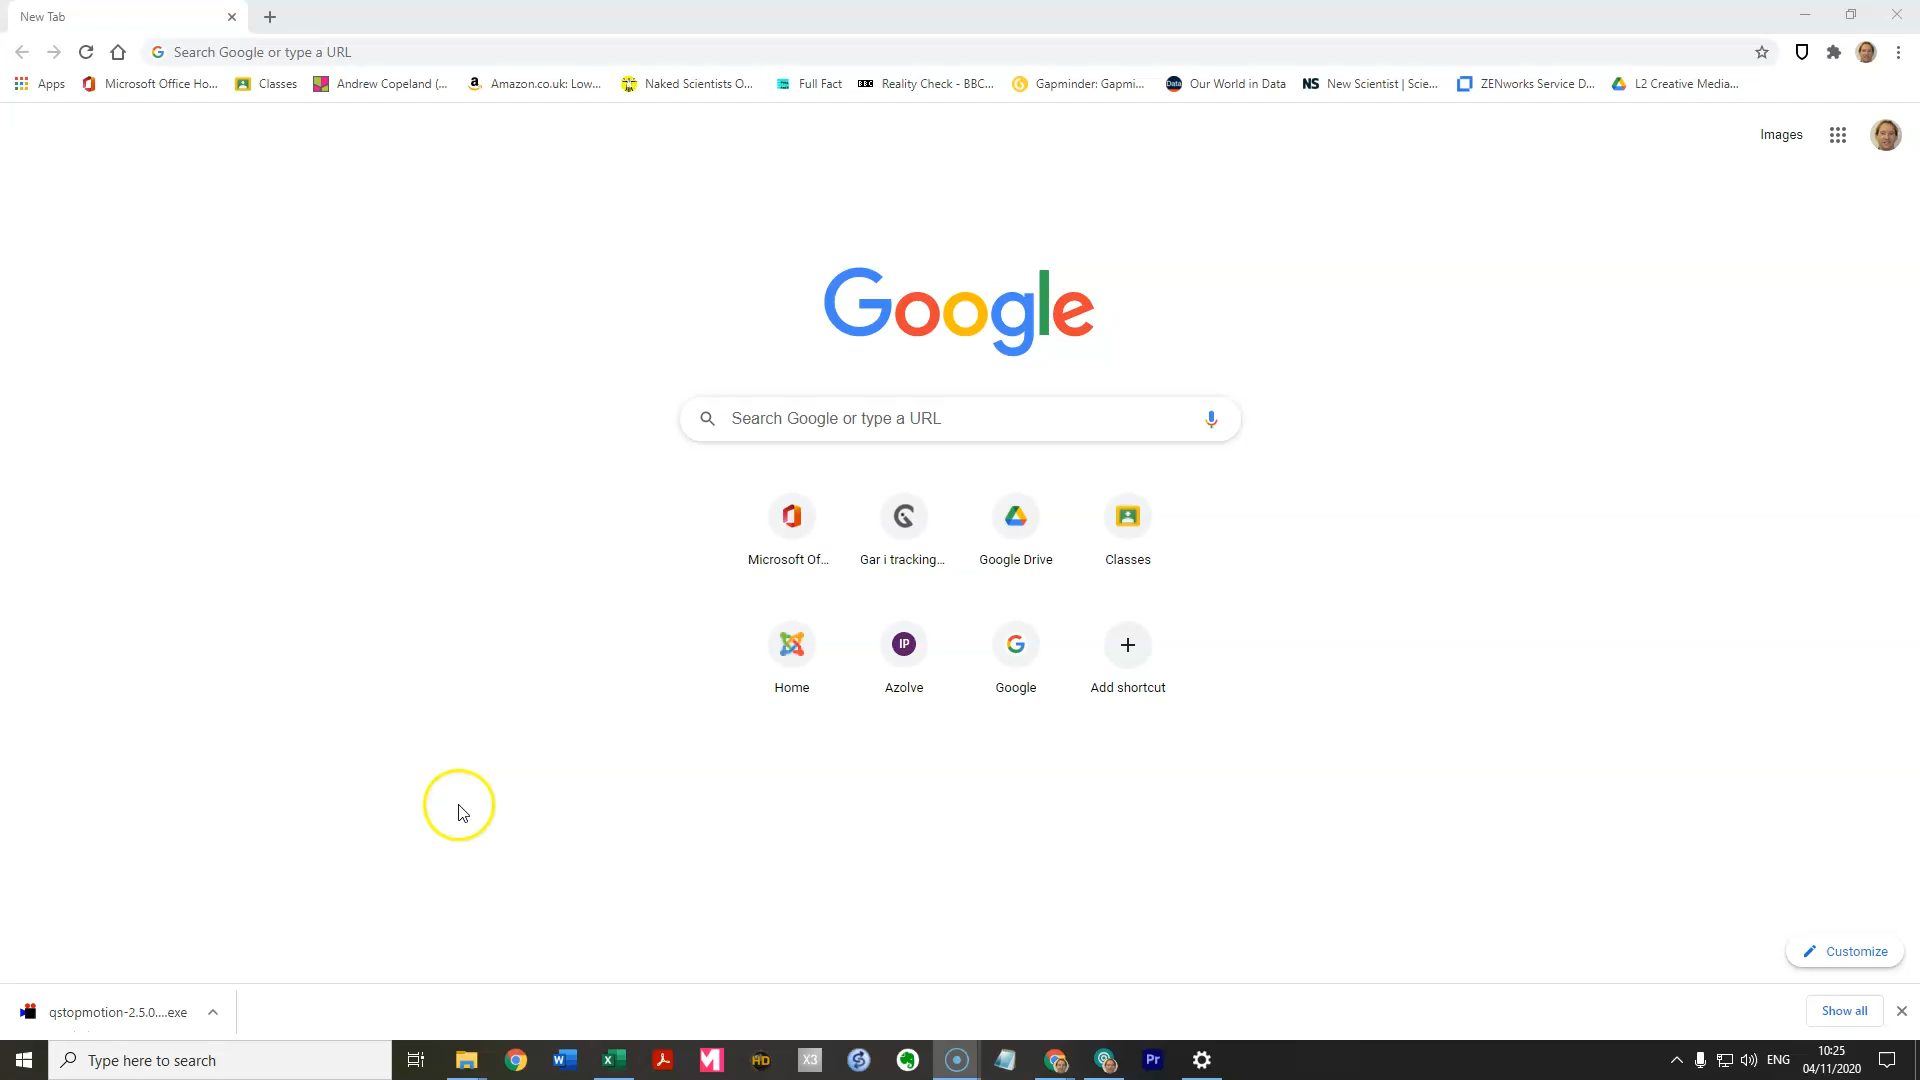 New Tab
Search Google or type a URL
Apps Microsoft Office Ho... Classes Andrew Copeland (... Amazon.co.uk: Low... Naked Scientists O... Full Fact BBC Reality Check - BBC... Gapminder: Gapmi... Data Our World in Data NS New Scientist | Scie... ZENworks Service D... L2 Creative Media...
Images
Google
Search Google or type a URL
Microsoft Of... Gar i tracking... Google Drive Classes
IP
Home Azolve Google Add shortcut
Customize
qstopmotion-2.5.0....exe
Show all
Type here to search
HD X3 Pr
ENG
10:25
04/11/2020